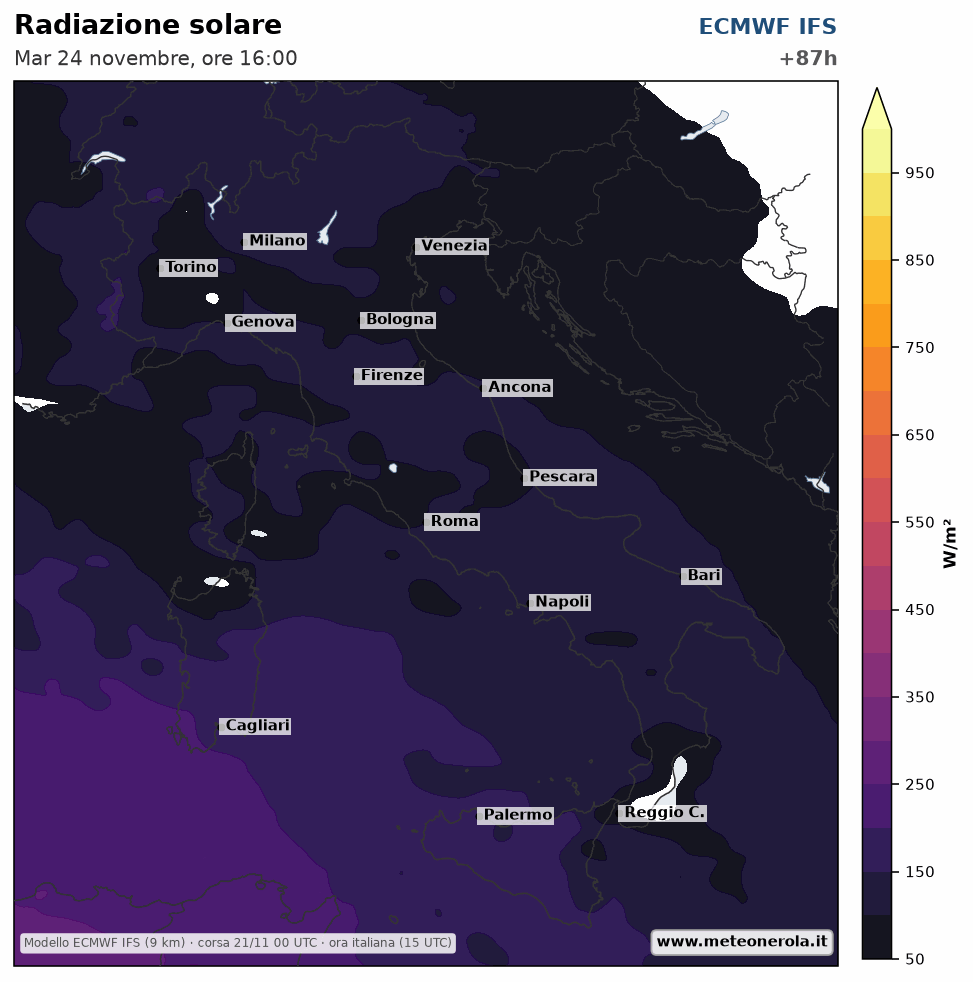 Radiazione solare
ECMWF IFS
Mar 24 novembre, ore 16:00
+87h
Milano
Venezia
Torino
Genova
Bologna
Firenze
Ancona
Pescara
Roma
Bari
Napoli
Cagliari
Palermo
Reggio C.
950
850
750
650
550
450
350
250
150
50
W/m²
Modello ECMWF IFS (9 km) · corsa 21/11 00 UTC · ora italiana (15 UTC)
www.meteonerola.it